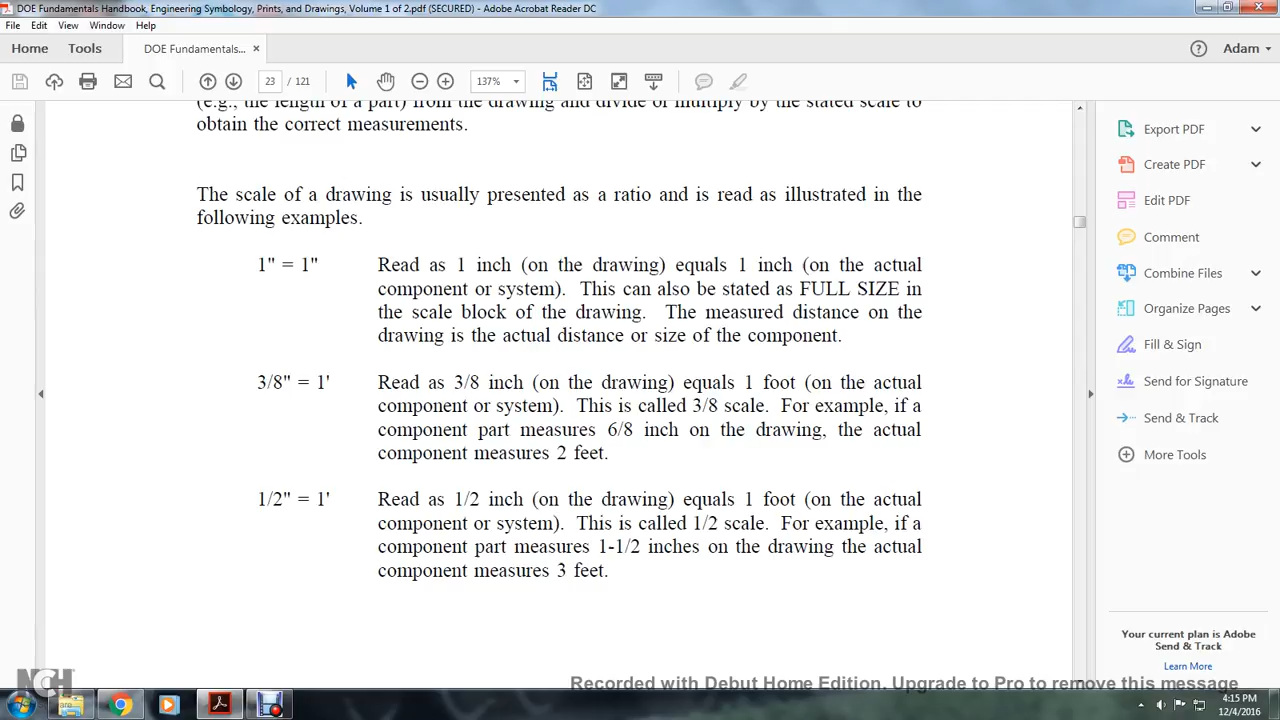 DOE Fundamentals Handbook, Engineering Symbology, Prints, and Drawings, Volume 1 of 2.pdf (SECURED) - Adobe Acrobat Reader DC
File Edit View Window Help
Home Tools DOE Fundamentals... × Adam
23 / 121 137%
(e.g., the length of a part) from the drawing and divide or multiply by the stated scale to
obtain the correct measurements.
The scale of a drawing is usually presented as a ratio and is read as illustrated in the
following examples.
1" = 1" Read as 1 inch (on the drawing) equals 1 inch (on the actual
component or system). This can also be stated as FULL SIZE in
the scale block of the drawing. The measured distance on the
drawing is the actual distance or size of the component.
3/8" = 1' Read as 3/8 inch (on the drawing) equals 1 foot (on the actual
component or system). This is called 3/8 scale. For example, if a
component part measures 6/8 inch on the drawing, the actual
component measures 2 feet.
1/2" = 1' Read as 1/2 inch (on the drawing) equals 1 foot (on the actual
component or system). This is called 1/2 scale. For example, if a
component part measures 1-1/2 inches on the drawing the actual
component measures 3 feet.
Export PDF
Create PDF
Edit PDF
Comment
Combine Files
Organize Pages
Fill & Sign
Send for Signature
Send & Track
More Tools
Your current plan is Adobe
Send & Track
Learn More
NCH
Recorded with Debut Home Edition. Upgrade to Pro to remove this message
4:15 PM
12/4/2016